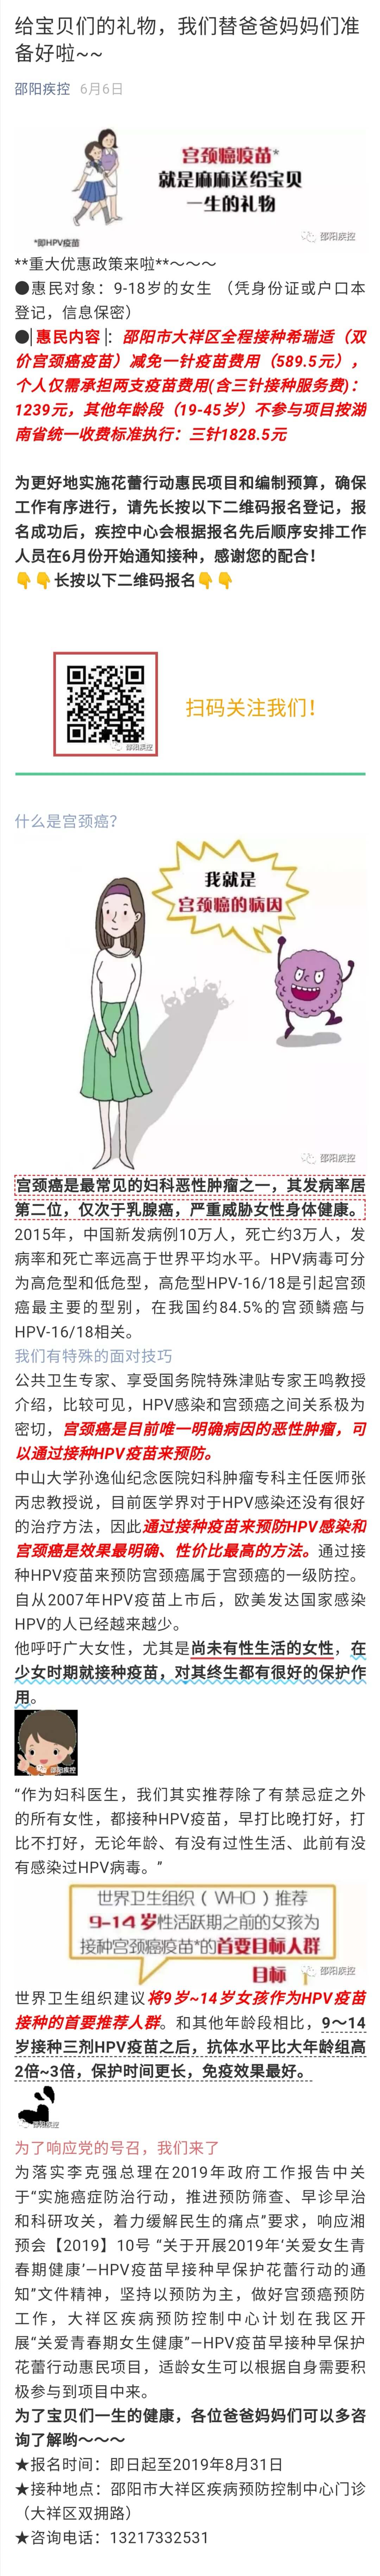 给宝贝们的礼物，我们替爸爸妈妈们准
备好啦~~
邵阳疾控 6月6日
宫颈癌疫苗*
就是麻麻送给宝贝
一生的礼物
*即HPV疫苗
邵阳疾控
**重大优惠政策来啦**～～～
●惠民对象：9-18岁的女生 （凭身份证或户口本
登记，信息保密）
●|惠民内容|：邵阳市大祥区全程接种希瑞适（双
价宫颈癌疫苗）减免一针疫苗费用（589.5元），
个人仅需承担两支疫苗费用(含三针接种服务费)：
1239元，其他年龄段（19-45岁）不参与项目按湖
南省统一收费标准执行：三针1828.5元
为更好地实施花蕾行动惠民项目和编制预算，确保
工作有序进行，请先长按以下二维码报名登记，报
名成功后，疾控中心会根据报名先后顺序安排工作
人员在6月份开始通知接种，感谢您的配合！
👇👇长按以下二维码报名👇👇
邵阳疾控
扫码关注我们！
什么是宫颈癌？
我就是
宫颈癌的病因
邵阳疾控
宫颈癌是最常见的妇科恶性肿瘤之一，其发病率居
第二位，仅次于乳腺癌，严重威胁女性身体健康。
2015年，中国新发病例10万人，死亡约3万人，发
病率和死亡率远高于世界平均水平。HPV病毒可分
为高危型和低危型，高危型HPV-16/18是引起宫颈
癌最主要的型别，在我国约84.5%的宫颈鳞癌与
HPV-16/18相关。
我们有特殊的面对技巧
公共卫生专家、享受国务院特殊津贴专家王鸣教授
介绍，比较可见，HPV感染和宫颈癌之间关系极为
密切，宫颈癌是目前唯一明确病因的恶性肿瘤，可
以通过接种HPV疫苗来预防。
中山大学孙逸仙纪念医院妇科肿瘤专科主任医师张
丙忠教授说，目前医学界对于HPV感染还没有很好
的治疗方法，因此通过接种疫苗来预防HPV感染和
宫颈癌是效果最明确、性价比最高的方法。通过接
种HPV疫苗来预防宫颈癌属于宫颈癌的一级防控。
自从2007年HPV疫苗上市后，欧美发达国家感染
HPV的人已经越来越少。
他呼吁广大女性，尤其是尚未有性生活的女性，在
少女时期就接种疫苗，对其终生都有很好的保护作
用。
邵阳疾控
“作为妇科医生，我们其实推荐除了有禁忌症之外
的所有女性，都接种HPV疫苗，早打比晚打好，打
比不打好，无论年龄、有没有过性生活、此前有没
有感染过HPV病毒。”
世界卫生组织（WHO）推荐
9-14岁性活跃期之前的女孩为
接种宫颈癌疫苗*的首要目标人群
目标
邵阳疾控
世界卫生组织建议将9岁~14岁女孩作为HPV疫苗
接种的首要推荐人群。和其他年龄段相比，9～14
岁接种三剂HPV疫苗之后，抗体水平比大年龄组高
2倍~3倍，保护时间更长，免疫效果最好。
邵阳疾控
为了响应党的号召，我们来了
为落实李克强总理在2019年政府工作报告中关
于“实施癌症防治行动，推进预防筛查、早诊早治
和科研攻关，着力缓解民生的痛点”要求，响应湘
预会【2019】10号 “关于开展2019年‘关爱女生青
春期健康’—HPV疫苗早接种早保护花蕾行动的通
知”文件精神，坚持以预防为主，做好宫颈癌预防
工作，大祥区疾病预防控制中心计划在我区开
展“关爱青春期女生健康”—HPV疫苗早接种早保护
花蕾行动惠民项目，适龄女生可以根据自身需要积
极参与到项目中来。
为了宝贝们一生的健康，各位爸爸妈妈们可以多咨
询了解哟～～～
★报名时间：即日起至2019年8月31日
★接种地点：邵阳市大祥区疾病预防控制中心门诊
（大祥区双拥路）
★咨询电话：13217332531